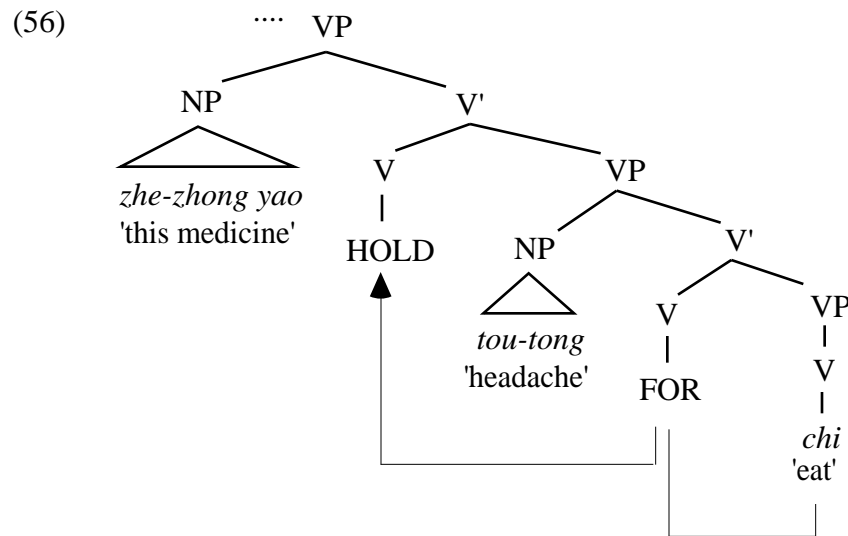 (56) .... VP
NP V'
zhe-zhong yao
'this medicine'
V VP
HOLD
NP V'
tou-tong
'headache'
V VP
FOR
V
chi
'eat'